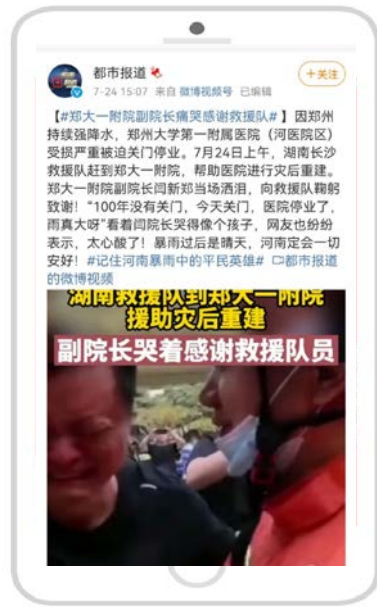 都市报道
+关注
7-24 15:07 来自 微博视频号 已编辑
【#郑大一附院副院长痛哭感谢救援队#】因郑州
持续强降水，郑州大学第一附属医院（河医院区）
受损严重被迫关门停业。7月24日上午，湖南长沙
救援队赶到郑大一附院，帮助医院进行灾后重建。
郑大一附院副院长闫新郑当场洒泪，向救援队鞠躬
致谢！“100年没有关门，今天关门，医院停业了，
雨真大呀”看着闫院长哭得像个孩子，网友也纷纷
表示，太心酸了！暴雨过后是晴天，河南定会一切
安好！#记住河南暴雨中的平民英雄# 都市报道
的微博视频
湖南救援队到郑大一附院
援助灾后重建
副院长哭着感谢救援队员